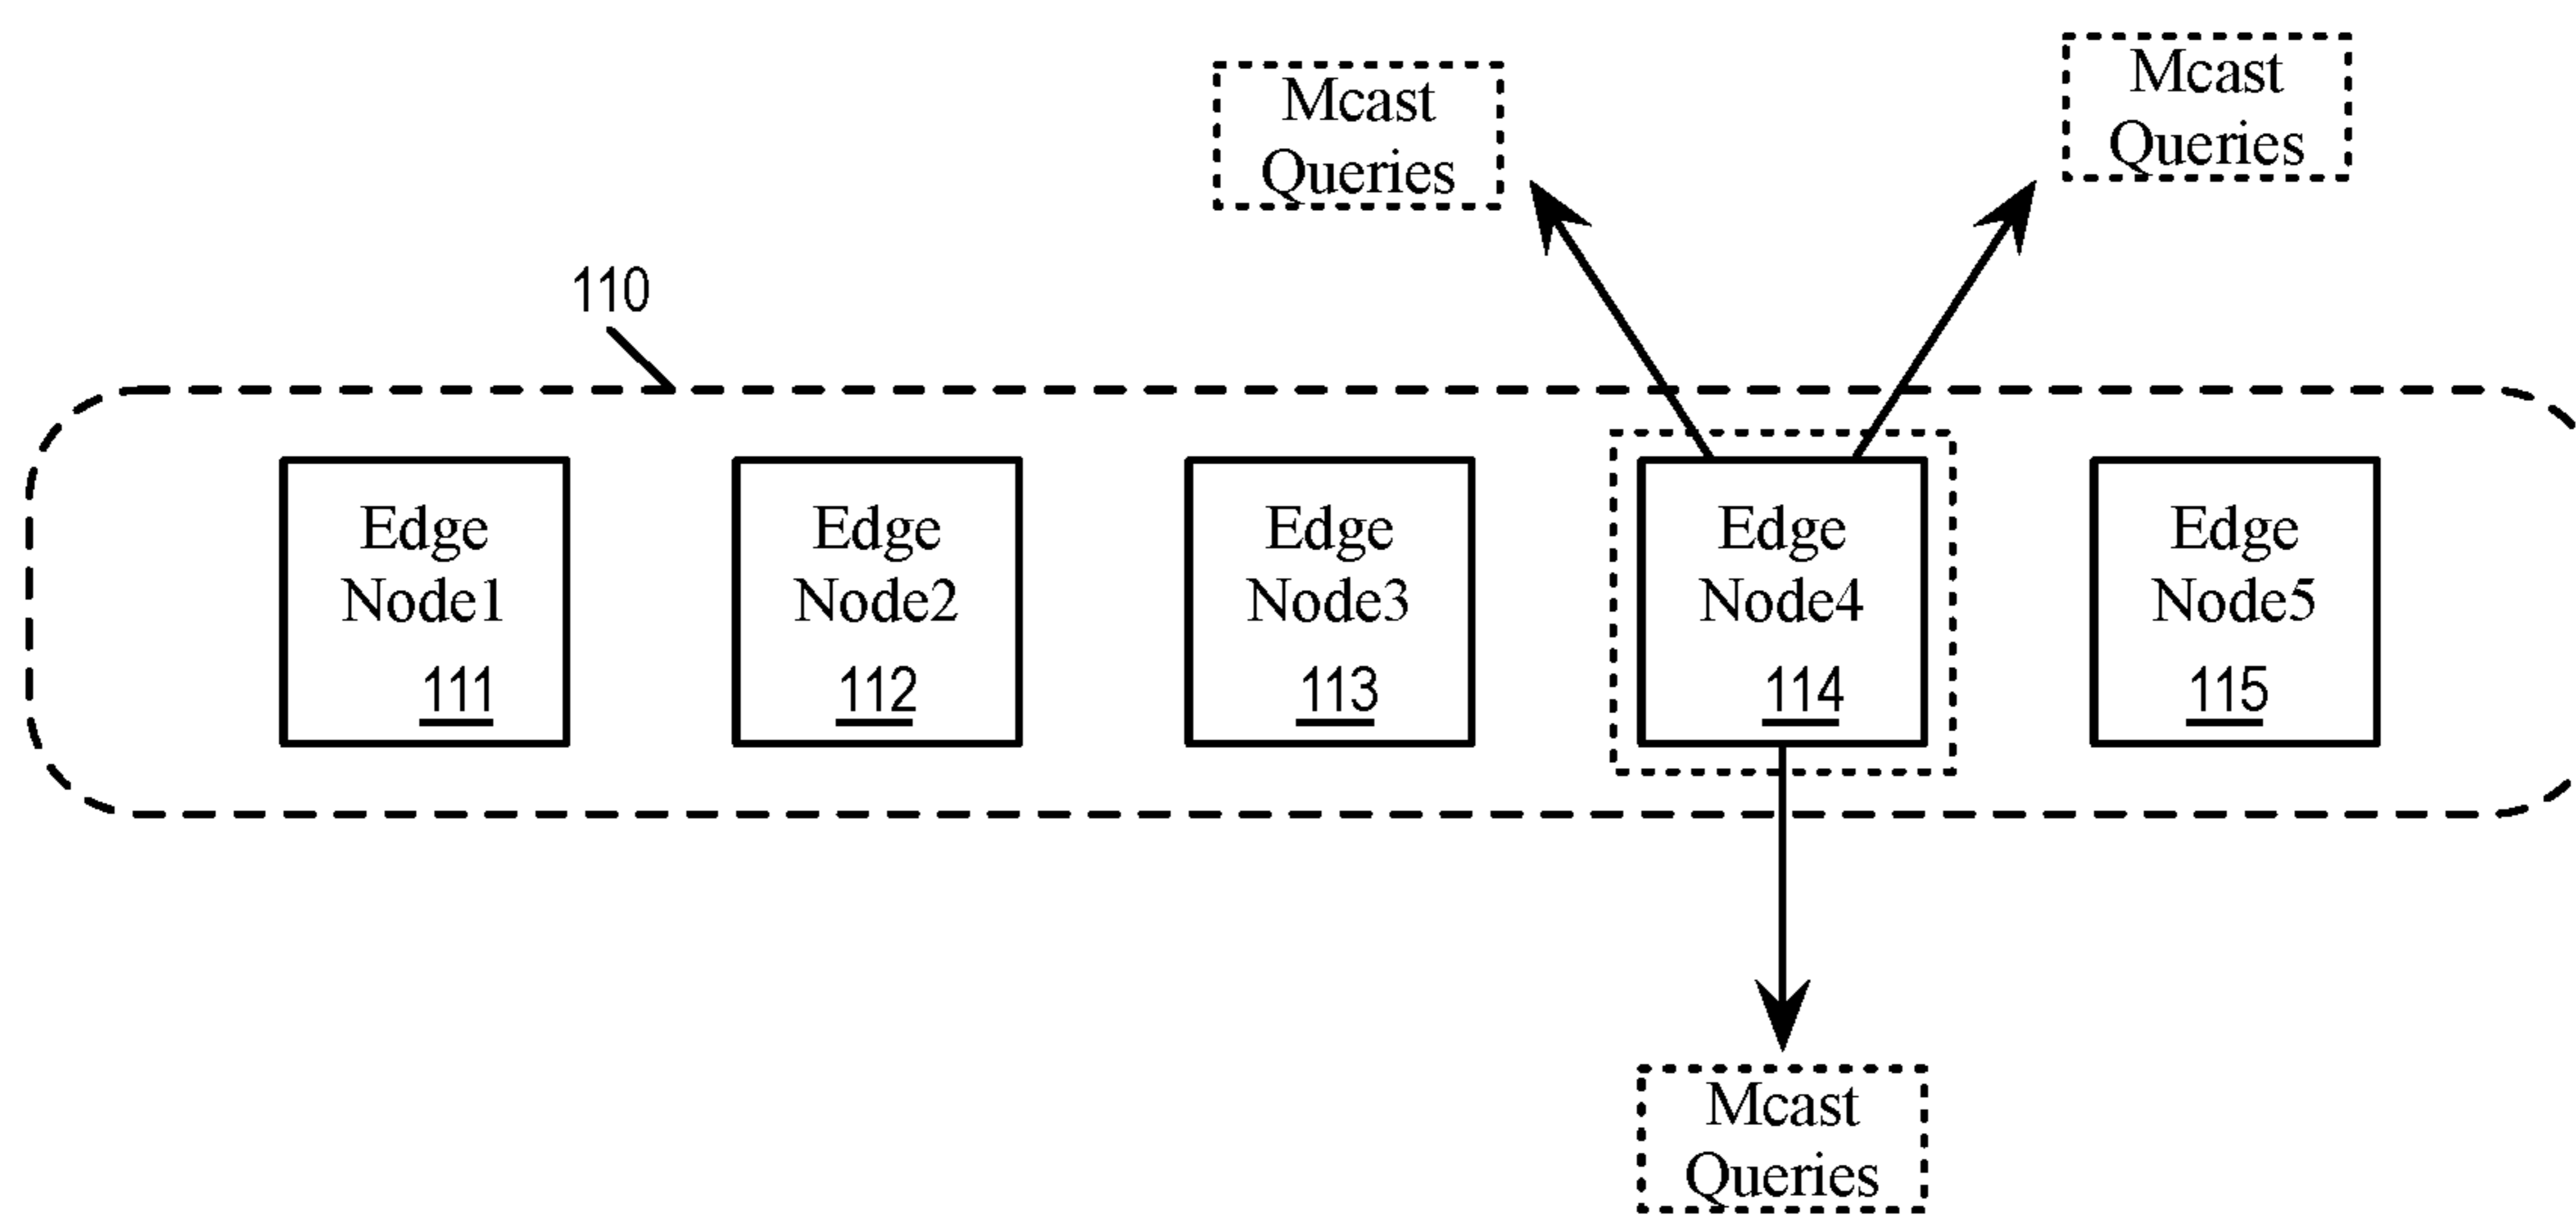 Mcast
Queries
Mcast
Queries
110
Edge
Node1
111
Edge
Node2
112
Edge
Node3
113
Edge
Node4
114
Edge
Node5
115
Mcast
Queries